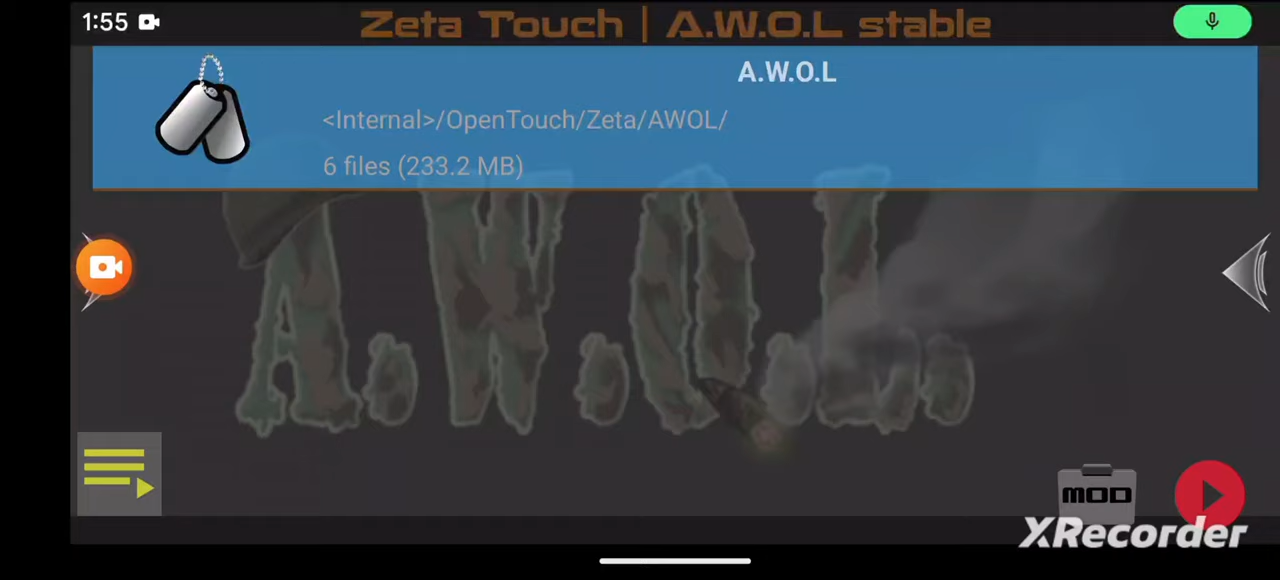 1:55
Zeta Touch | A.W.O.L stable
A.W.O.L
<Internal>/OpenTouch/Zeta/AWOL/
6 files (233.2 MB)
A.W.O.L.
MOD
XRecorder